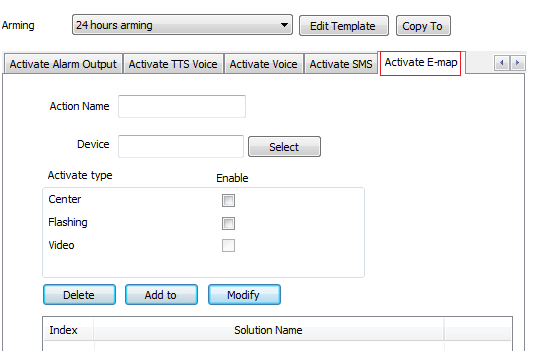 Arming 24 hours arming Edit Template Copy To
Activate Alarm Output Activate TTS Voice Activate Voice Activate SMS Activate E-map
Action Name
Device Select
Activate type Enable
Center
Flashing
Video
Delete Add to Modify
Index Solution Name